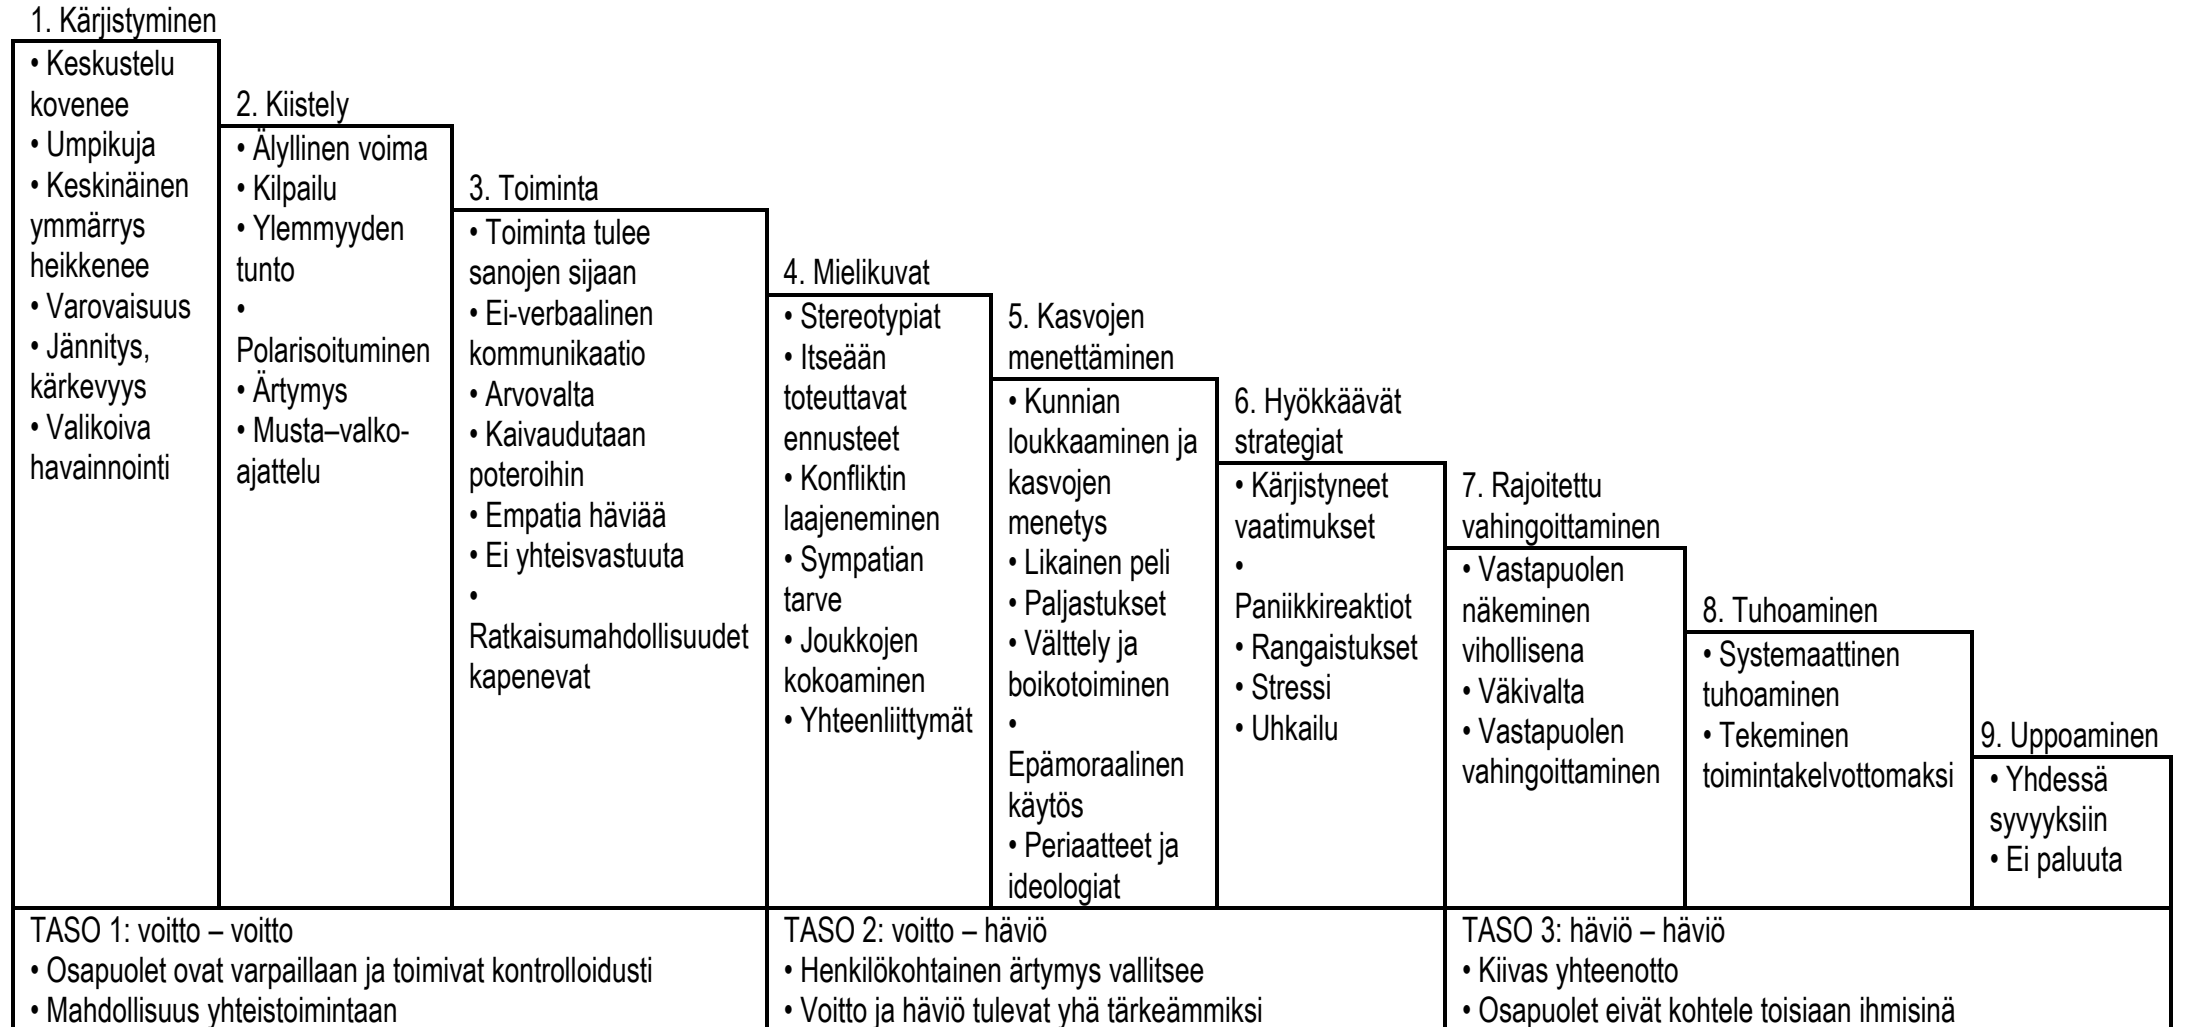 1. Kärjistyminen
• Keskustelu
kovenee
• Umpikuja
• Keskinäinen
ymmärrys
heikkenee
• Varovaisuus
• Jännitys,
kärkevyys
• Valikoiva
havainnointi
2. Kiistely
• Älyllinen voima
• Kilpailu
• Ylemmyyden
tunto
•
Polarisoituminen
• Ärtymys
• Musta–valko-
ajattelu
3. Toiminta
• Toiminta tulee
sanojen sijaan
• Ei-verbaalinen
kommunikaatio
• Arvovalta
• Kaivaudutaan
poteroihin
• Empatia häviää
• Ei yhteisvastuuta
•
Ratkaisumahdollisuudet
kapenevat
4. Mielikuvat
• Stereotypiat
• Itseään
toteuttavat
ennusteet
• Konfliktin
laajeneminen
• Sympatian
tarve
• Joukkojen
kokoaminen
• Yhteenliittymät
5. Kasvojen
menettäminen
• Kunnian
loukkaaminen ja
kasvojen
menetys
• Likainen peli
• Paljastukset
• Välttely ja
boikotoiminen
•
Epämoraalinen
käytös
• Periaatteet ja
ideologiat
6. Hyökkäävät
strategiat
• Kärjistyneet
vaatimukset
•
Paniikkireaktiot
• Rangaistukset
• Stressi
• Uhkailu
7. Rajoitettu
vahingoittaminen
• Vastapuolen
näkeminen
vihollisena
• Väkivalta
• Vastapuolen
vahingoittaminen
8. Tuhoaminen
• Systemaattinen
tuhoaminen
• Tekeminen
toimintakelvottomaksi
9. Uppoaminen
• Yhdessä
syvyyksiin
• Ei paluuta
TASO 1: voitto – voitto
• Osapuolet ovat varpaillaan ja toimivat kontrolloidusti
• Mahdollisuus yhteistoimintaan
TASO 2: voitto – häviö
• Henkilökohtainen ärtymys vallitsee
• Voitto ja häviö tulevat yhä tärkeämmiksi
TASO 3: häviö – häviö
• Kiivas yhteenotto
• Osapuolet eivät kohtele toisiaan ihmisinä